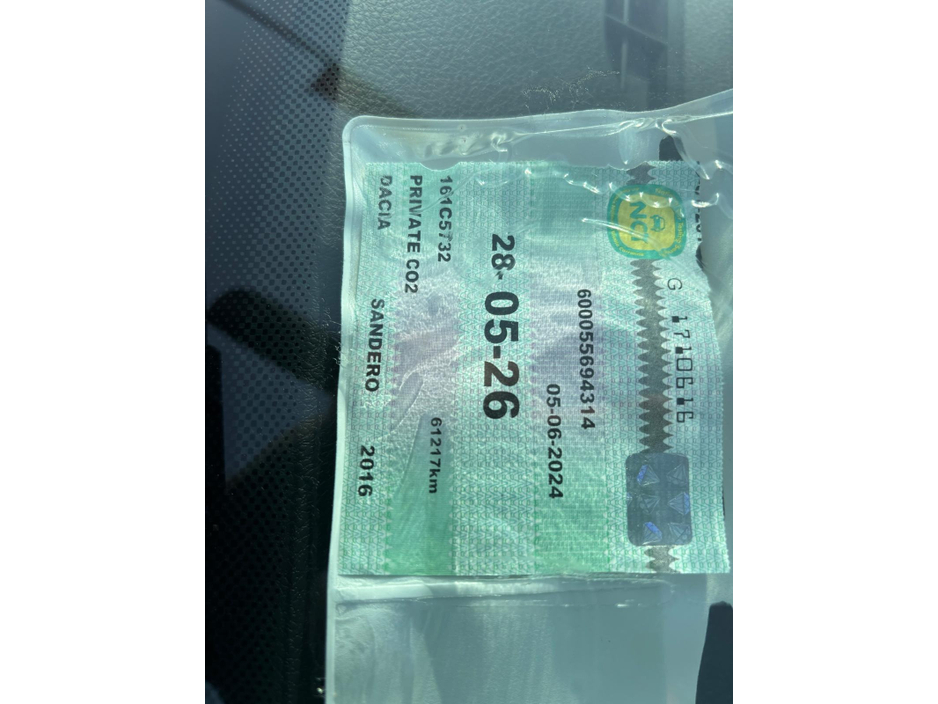 NCT
G 1710616
600055694314
05-06-2024
28-05-26
161C5732 61217km
PRIVATE CO2
DACIA SANDERO 2016